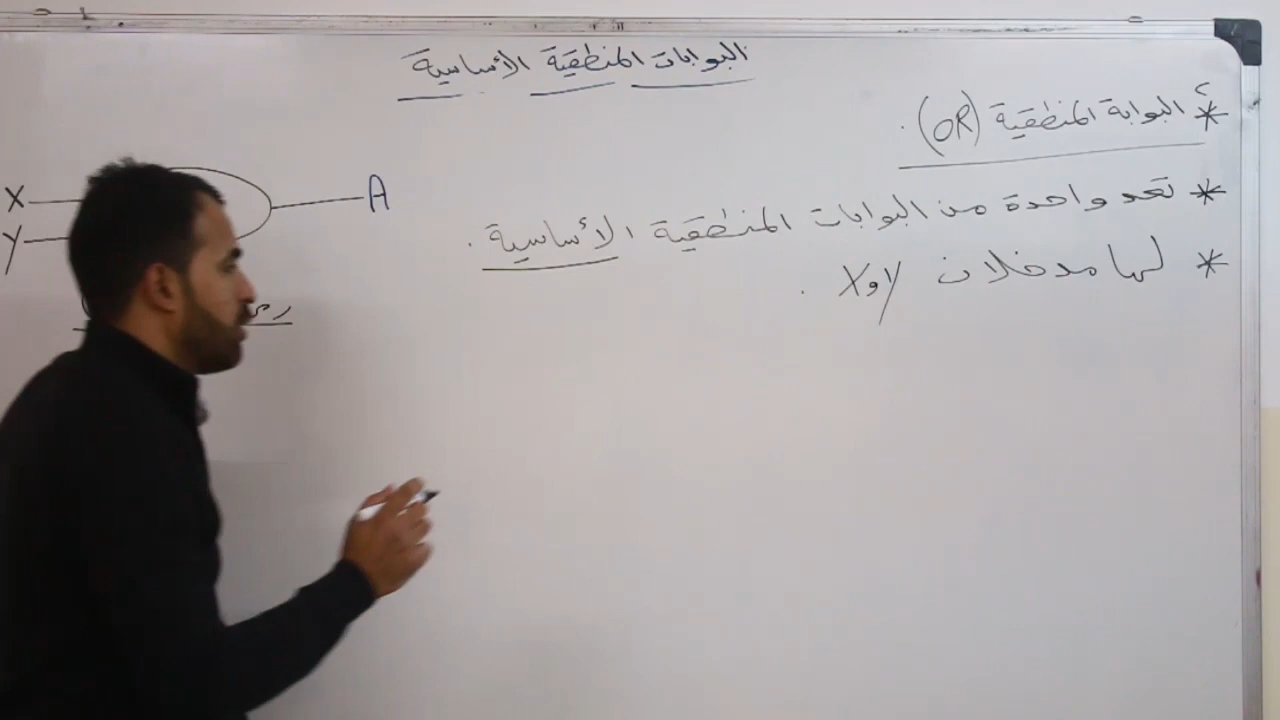 البوابات المنطقية الأساسية
* البوابة المنطقية (OR).
* تعد واحدة من البوابات المنطقية الأساسية.
* لها مدخلان X و y.
X
y
A